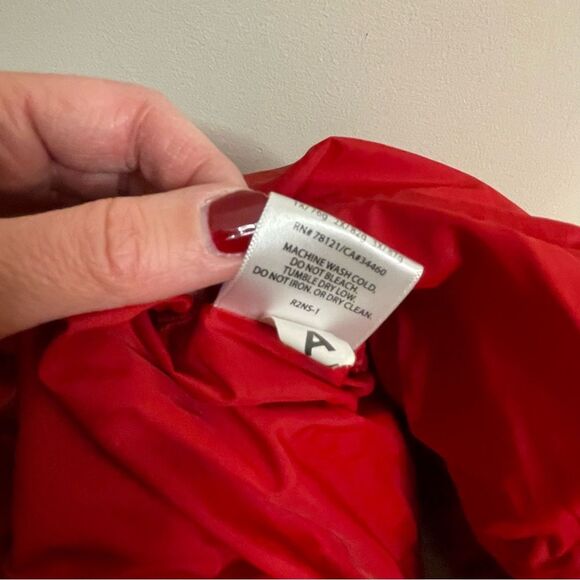 RN# 78121/CA#34460
MACHINE WASH COLD.
DO NOT BLEACH.
TUMBLE DRY LOW.
DO NOT IRON, OR DRY CLEAN.
R2NS-1
A